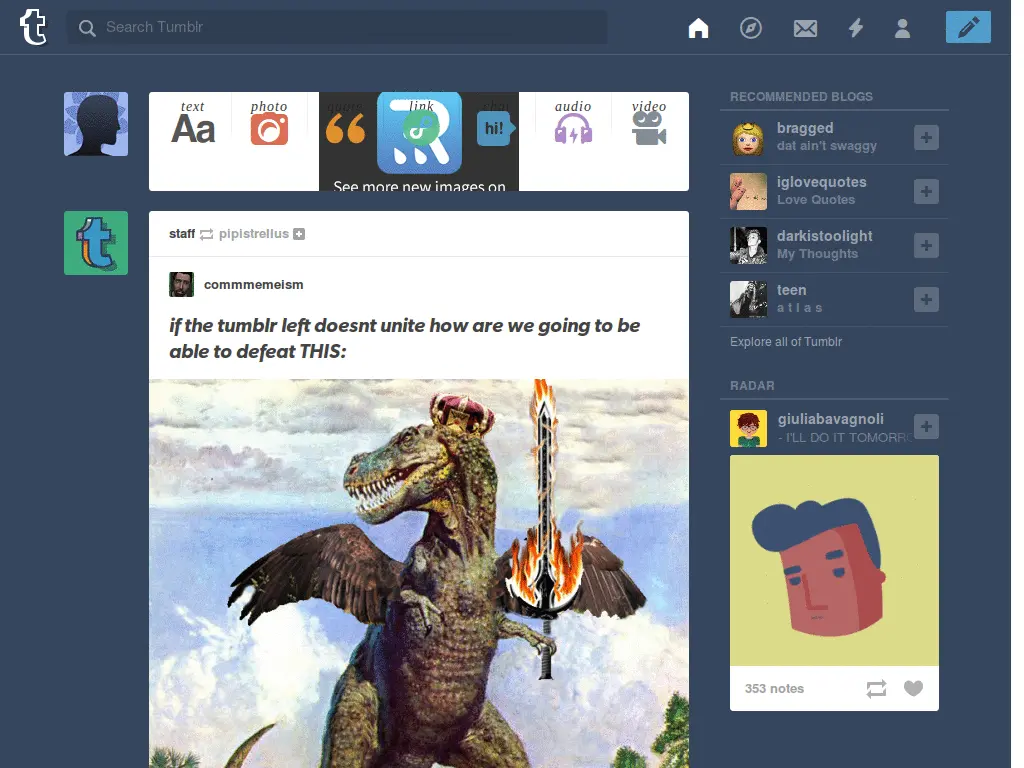 Search Tumblr
text photo quote link chat audio video
Aa hi!
See more new images on
RECOMMENDED BLOGS
bragged
dat ain't swaggy
iglovequotes
Love Quotes
darkistoolight
My Thoughts
teen
a t l a s
Explore all of Tumblr
staff pipistrellus
commmemeism
if the tumblr left doesnt unite how are we going to be
able to defeat THIS:
RADAR
giuliabavagnoli
- I'LL DO IT TOMORR
353 notes